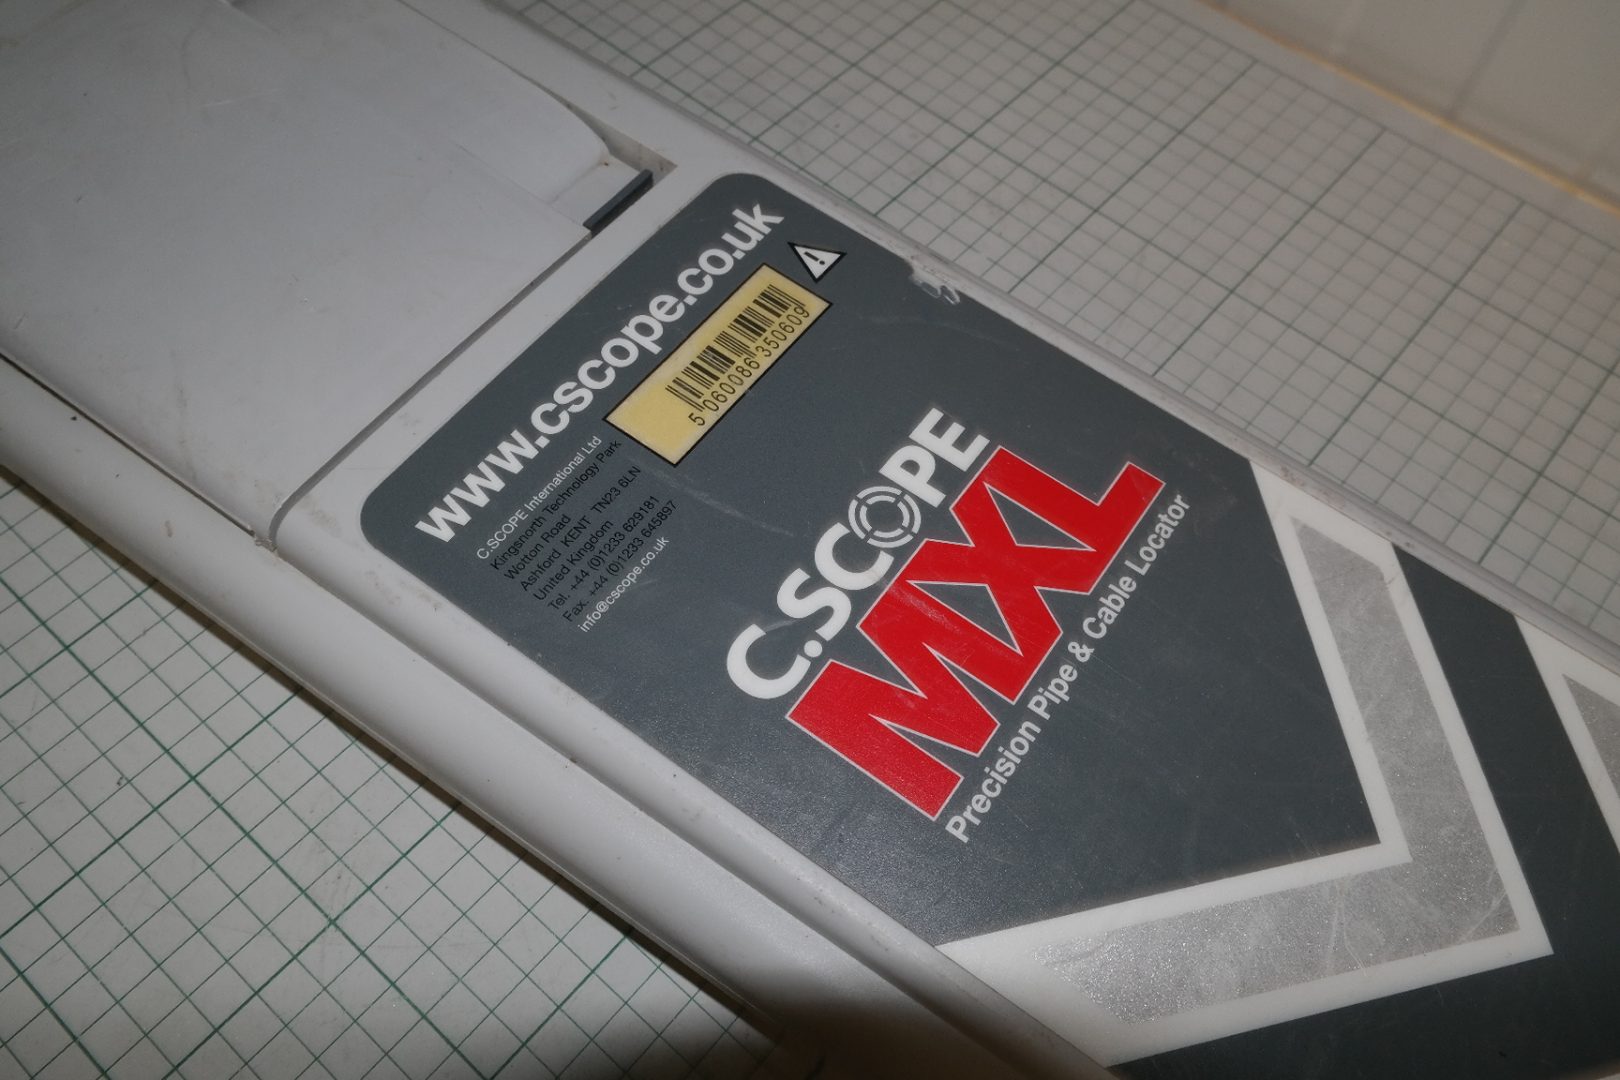 www.cscope.co.uk
!
5 060086 350609
C.SCOPE International Ltd
Kingsnorth Technology Park
Wotton Road
Ashford KENT TN23 6LN
United Kingdom
Tel. +44 (0)1233 629181
Fax. +44 (0)1233 645897
info@cscope.co.uk
C.SCOPE
MXL
Precision Pipe & Cable Locator